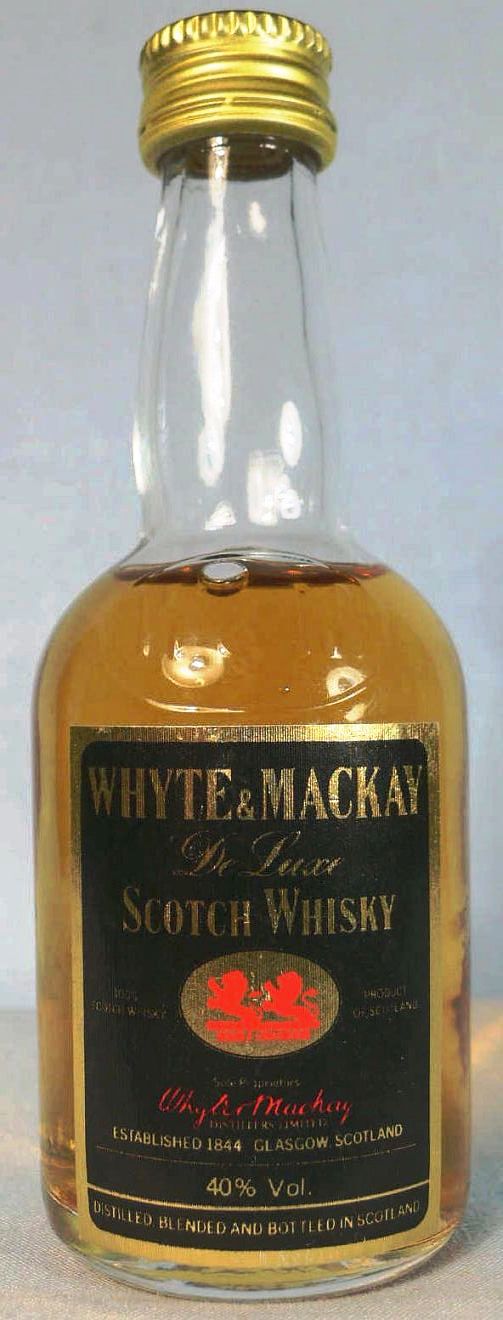 WHYTE & MACKAY
De Luxe
SCOTCH WHISKY
100% SCOTCH WHISKY
PRODUCT OF SCOTLAND
Sole Proprietors
Whyte & Mackay
DISTILLERS LIMITED
ESTABLISHED 1844 GLASGOW, SCOTLAND
40% Vol.
DISTILLED, BLENDED AND BOTTLED IN SCOTLAND